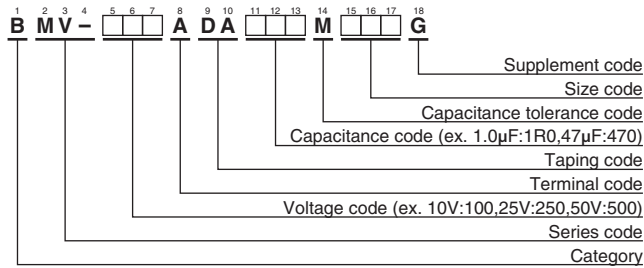 1 2 3 4 5 6 7 8 9 10 11 12 13 14 15 16 17 18
B MV– A DA M G
Supplement code
Size code
Capacitance tolerance code
Capacitance code (ex. 1.0µF:1R0,47µF:470)
Taping code
Terminal code
Voltage code (ex. 10V:100,25V:250,50V:500)
Series code
Category